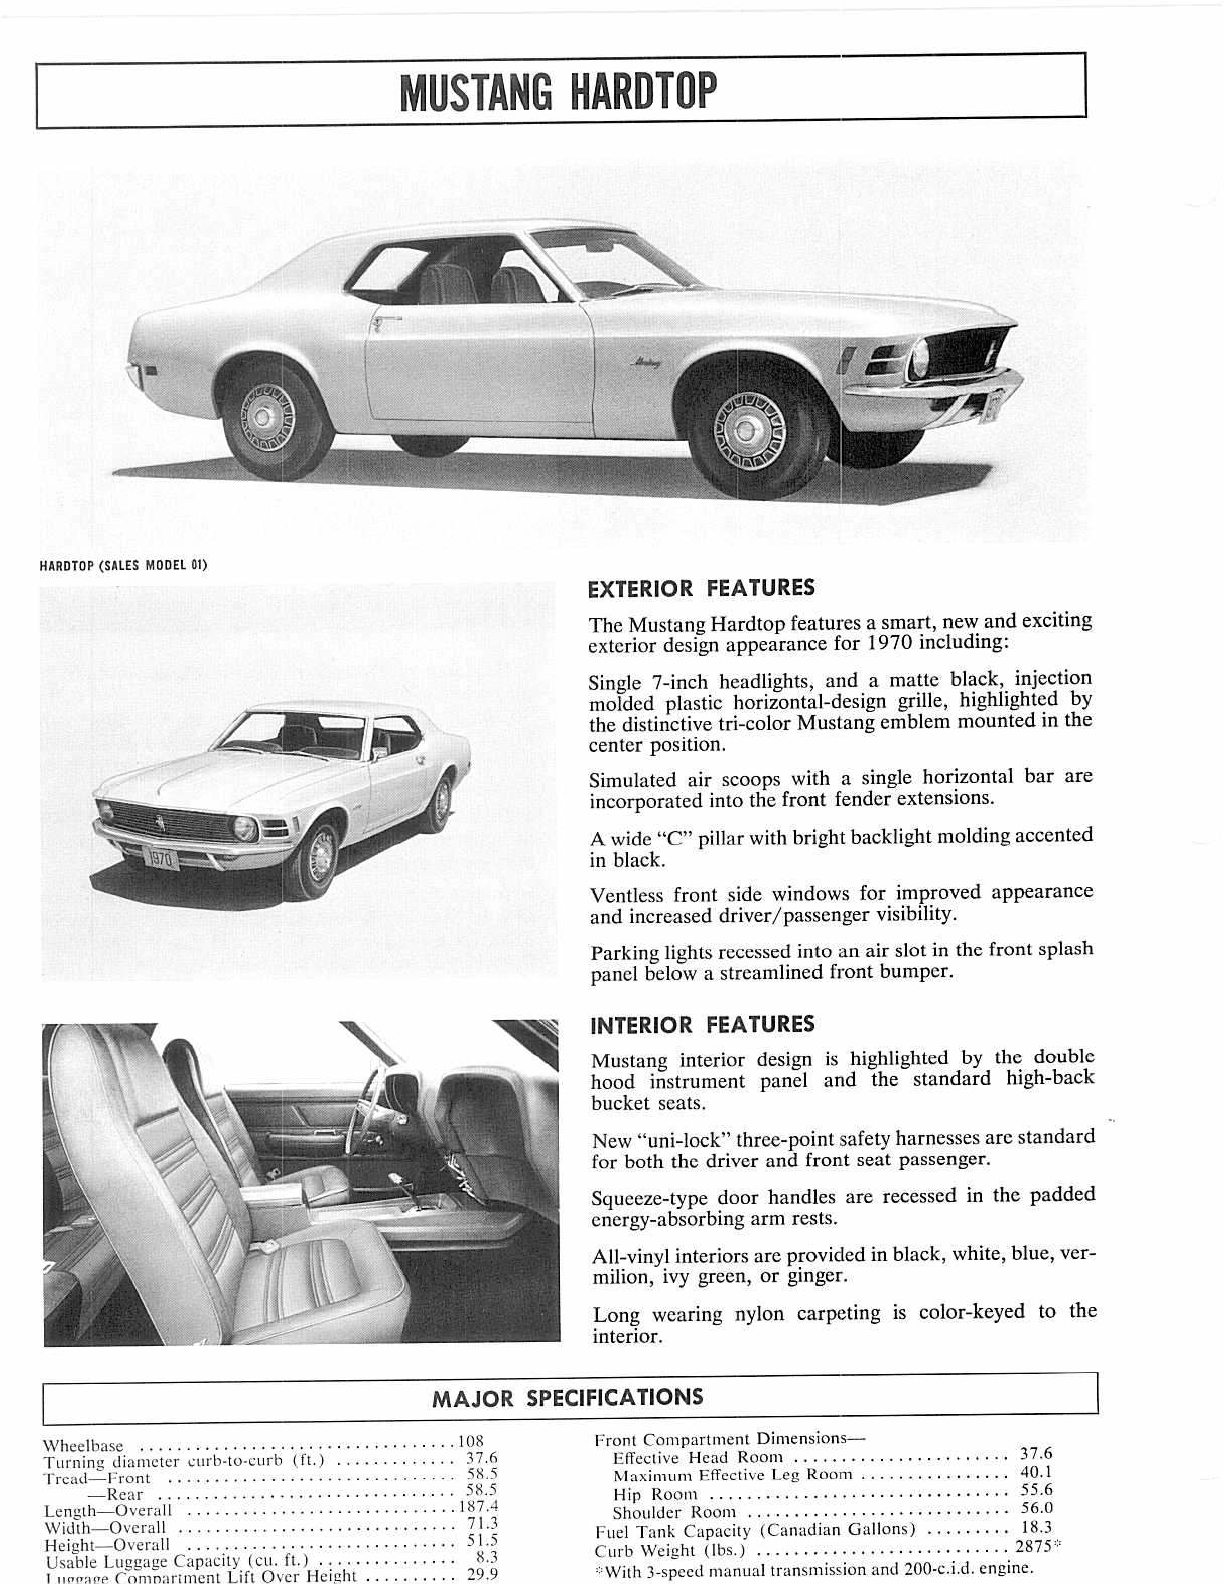 MUSTANG HARDTOP
Mustang
HARDTOP (SALES MODEL 01)
1970
EXTERIOR FEATURES
The Mustang Hardtop features a smart, new and exciting
exterior design appearance for 1970 including:
Single 7-inch headlights, and a matte black, injection
molded plastic horizontal-design grille, highlighted by
the distinctive tri-color Mustang emblem mounted in the
center position.
Simulated air scoops with a single horizontal bar are
incorporated into the front fender extensions.
A wide “C” pillar with bright backlight molding accented
in black.
Ventless front side windows for improved appearance
and increased driver/passenger visibility.
Parking lights recessed into an air slot in the front splash
panel below a streamlined front bumper.
INTERIOR FEATURES
Mustang interior design is highlighted by the double
hood instrument panel and the standard high-back
bucket seats.
New “uni-lock” three-point safety harnesses are standard
for both the driver and front seat passenger.
Squeeze-type door handles are recessed in the padded
energy-absorbing arm rests.
All-vinyl interiors are provided in black, white, blue, ver-
milion, ivy green, or ginger.
Long wearing nylon carpeting is color-keyed to the
interior.
MAJOR SPECIFICATIONS
Wheelbase .................................. 108
Turning diameter curb-to-curb (ft.) ............. 37.6
Tread—Front ............................... 58.5
—Rear ................................ 58.5
Length—Overall ............................. 187.4
Width—Overall .............................. 71.3
Height—Overall ............................. 51.5
Usable Luggage Capacity (cu. ft.) ............... 8.3
Luggage Compartment Lift Over Height .......... 29.9
Front Compartment Dimensions—
Effective Head Room ....................... 37.6
Maximum Effective Leg Room ................ 40.1
Hip Room ................................ 55.6
Shoulder Room ............................ 56.0
Fuel Tank Capacity (Canadian Gallons) ......... 18.3
Curb Weight (lbs.) ........................... 2875*
*With 3-speed manual transmission and 200-c.i.d. engine.